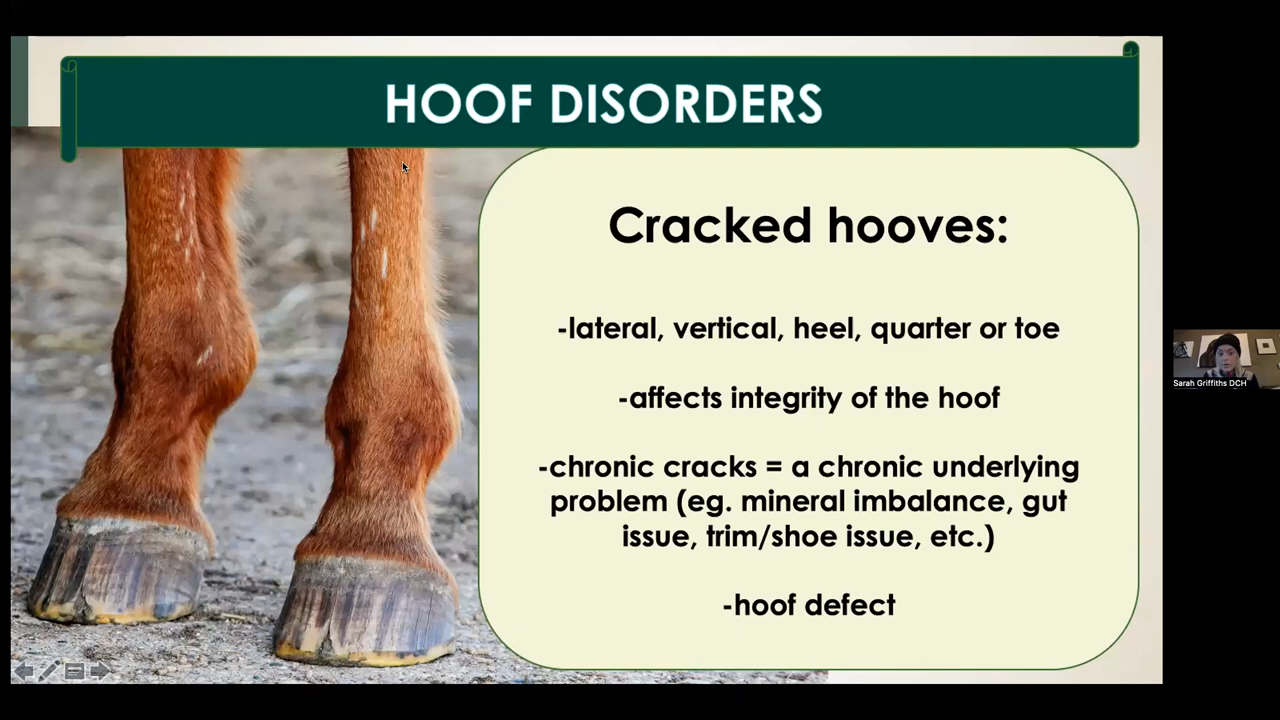 HOOF DISORDERS
Cracked hooves:
-lateral, vertical, heel, quarter or toe
-affects integrity of the hoof
-chronic cracks = a chronic underlying
problem (eg. mineral imbalance, gut
issue, trim/shoe issue, etc.)
-hoof defect
Sarah Griffiths DCH